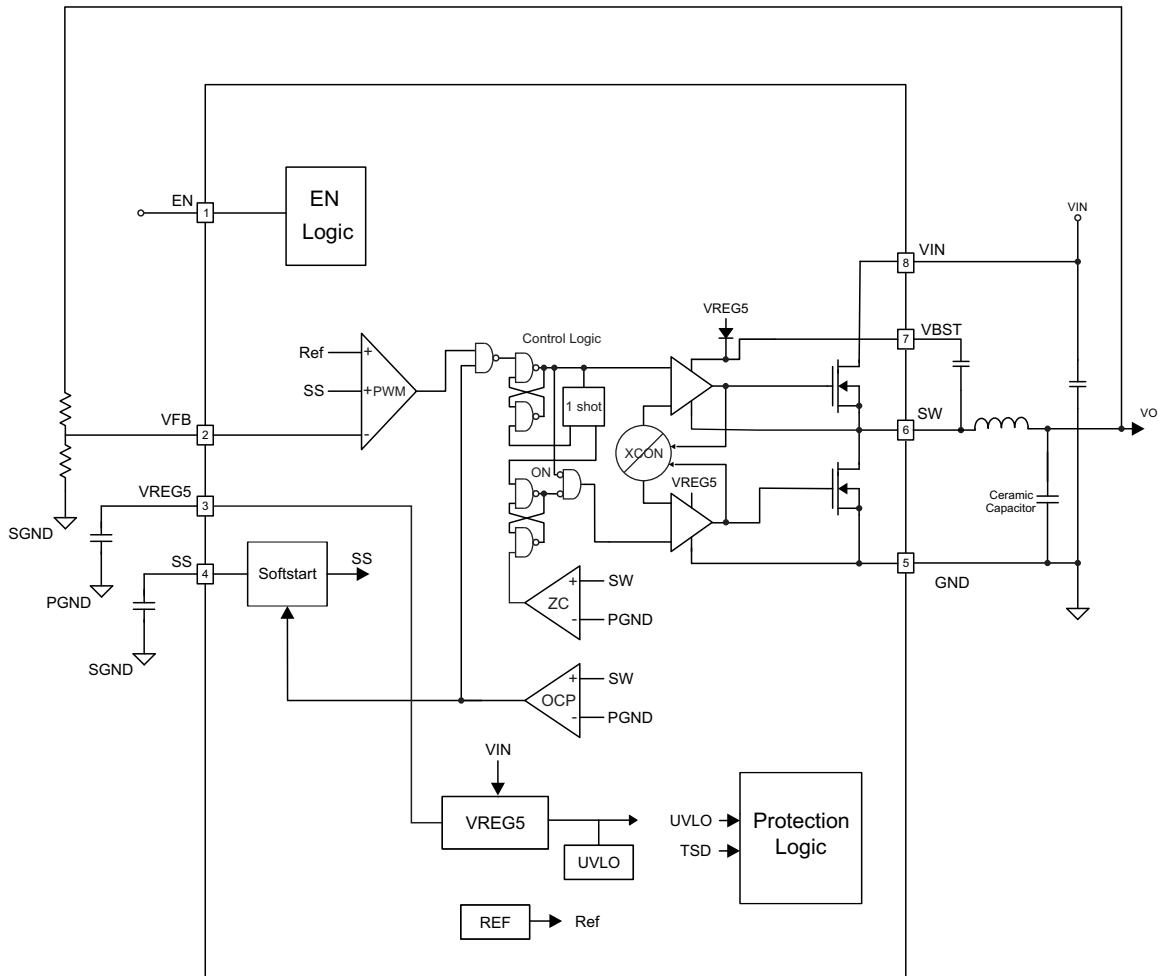 EN
1
EN
Logic
VIN
8
VIN
VREG5
7
VBST
Control Logic
Ref
+
SS
+
PWM
-
1 shot
VFB
2
SW
6
VO
XCON
ON
VREG5
VREG5
3
Ceramic
Capacitor
SGND
SS
4
Softstart
SS
5
GND
PGND
SGND
+
SW
ZC
-
PGND
+
SW
OCP
-
PGND
VIN
VREG5
UVLO
UVLO
TSD
Protection
Logic
REF
Ref